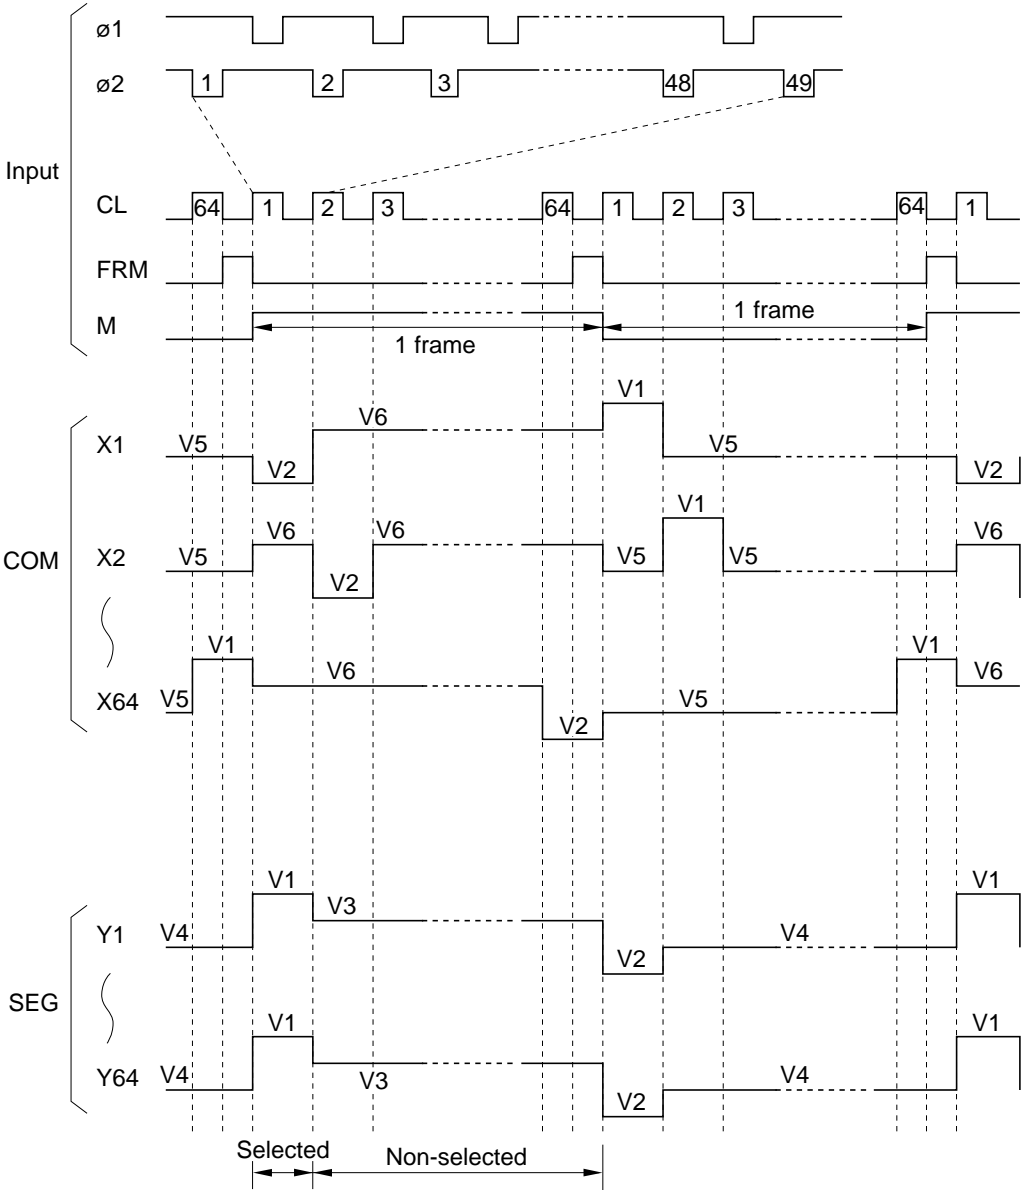 ø1
ø2 1 2 3 48 49
Input
CL 64 1 2 3 64 1 2 3 64 1
FRM
M 1 frame 1 frame
COM
X1 V5 V2 V6 V1 V5 V2
X2 V5 V6 V2 V6 V5 V1 V5 V6
X64 V5 V1 V6 V2 V5 V1 V6
SEG
Y1 V4 V1 V3 V2 V4 V1
Y64 V4 V1 V3 V2 V4 V1
Selected Non-selected